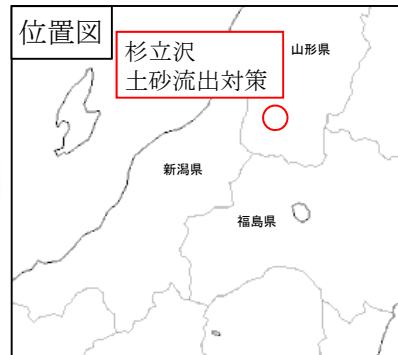 位置図
杉立沢
土砂流出対策
山形県
新潟県
福島県